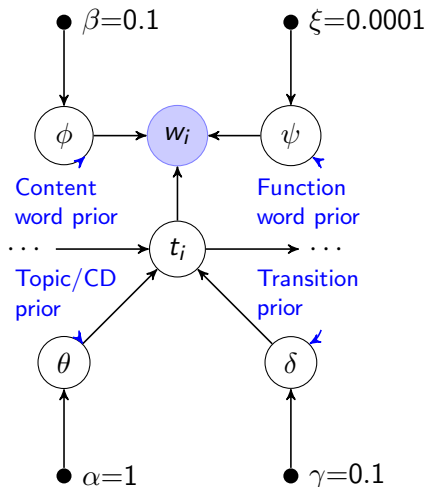 β=0.1 ξ=0.0001
ϕ w_i ψ
Content Function
word prior word prior
··· t_i ···
Topic/CD Transition
prior prior
θ δ
α=1 γ=0.1